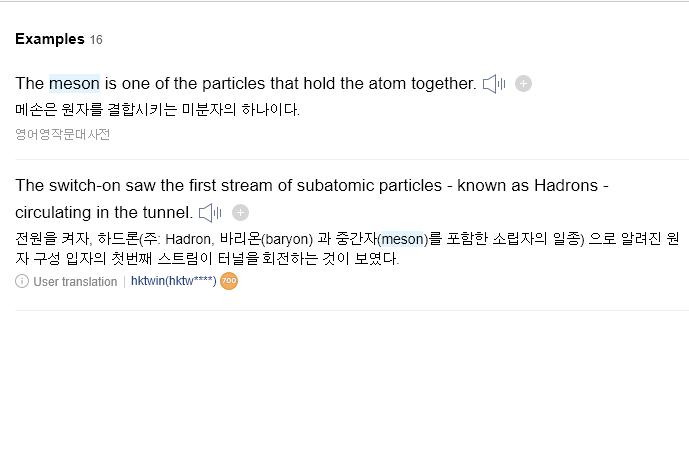 Examples 16
The meson is one of the particles that hold the atom together.
메손은 원자를 결합시키는 미분자의 하나이다.
영어영작문대사전
The switch-on saw the first stream of subatomic particles - known as Hadrons -
circulating in the tunnel.
전원을 켜자, 하드론(주: Hadron, 바리온(baryon) 과 중간자(meson)를 포함한 소립자의 일종) 으로 알려진 원
자 구성 입자의 첫번째 스트림이 터널을 회전하는 것이 보였다.
User translation hktwin(hktw****) 700